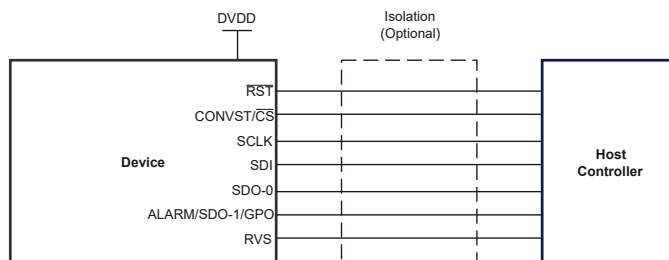 DVDD
Isolation
(Optional)
RST
CONVST/CS
SCLK
SDI
SDO-0
ALARM/SDO-1/GPO
RVS
Device
Host
Controller